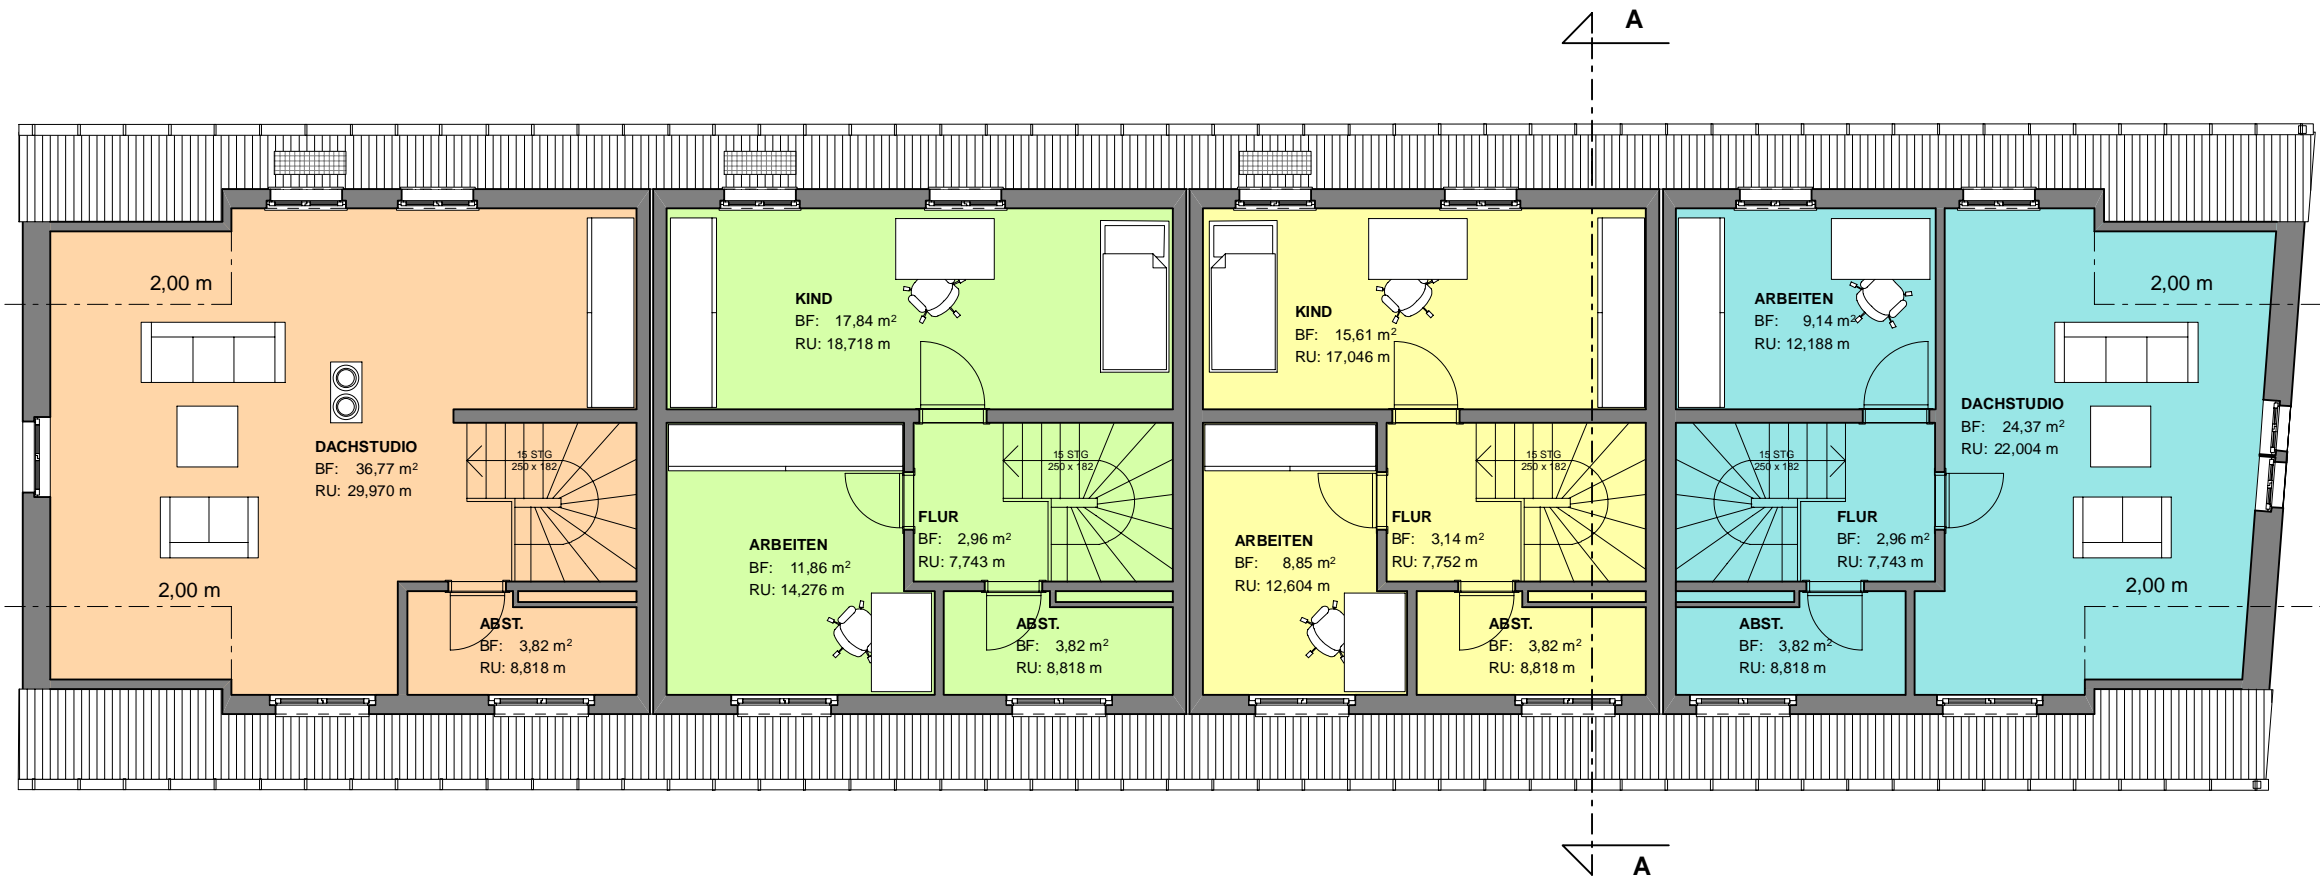 A
2,00 m
2,00 m
DACHSTUDIO
BF: 36,77 m²
RU: 29,970 m
15 STG
250 x 182
ABST.
BF: 3,82 m²
RU: 8,818 m
KIND
BF: 17,84 m²
RU: 18,718 m
ARBEITEN
BF: 11,86 m²
RU: 14,276 m
15 STG
250 x 182
FLUR
BF: 2,96 m²
RU: 7,743 m
ABST.
BF: 3,82 m²
RU: 8,818 m
KIND
BF: 15,61 m²
RU: 17,046 m
ARBEITEN
BF: 8,85 m²
RU: 12,604 m
15 STG
250 x 182
FLUR
BF: 3,14 m²
RU: 7,752 m
ABST.
BF: 3,82 m²
RU: 8,818 m
ARBEITEN
BF: 9,14 m²
RU: 12,188 m
15 STG
250 x 182
FLUR
BF: 2,96 m²
RU: 7,743 m
ABST.
BF: 3,82 m²
RU: 8,818 m
2,00 m
DACHSTUDIO
BF: 24,37 m²
RU: 22,004 m
2,00 m
A